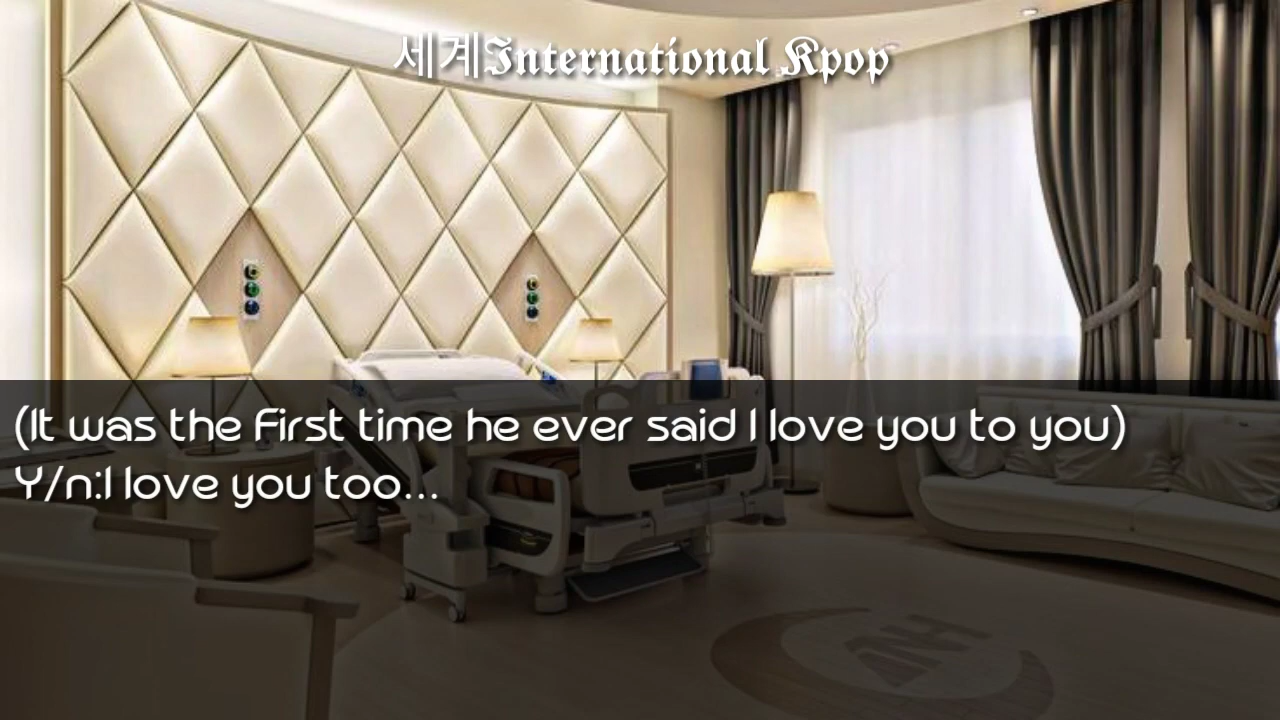 세계International Kpop
(It was the First time he ever said I love you to you)
Y/n:I love you too...